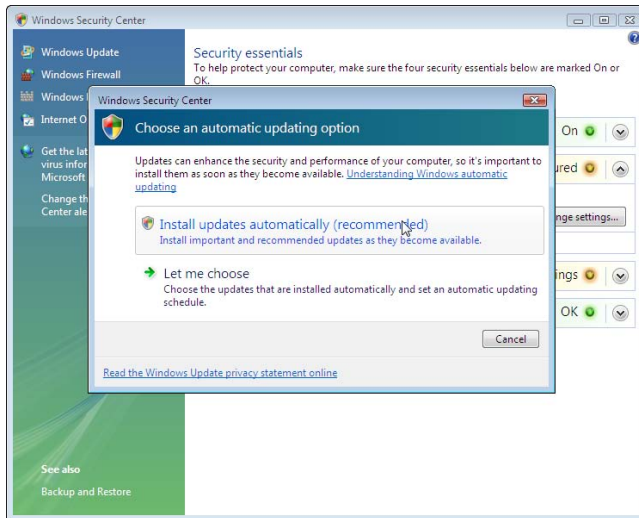 Windows Security Center
Windows Update
Windows Firewall
Windows
Internet O
Get the lat
virus infor
Microsoft
Change th
Center ale
See also
Backup and Restore
Security essentials
To help protect your computer, make sure the four security essentials below are marked On or
OK.
On
ured
nge settings...
ings
OK
Windows Security Center
Choose an automatic updating option
Updates can enhance the security and performance of your computer, so it's important to
install them as soon as they become available. Understanding Windows automatic
updating
Install updates automatically (recommended)
Install important and recommended updates as they become available.
Let me choose
Choose the updates that are installed automatically and set an automatic updating
schedule.
Cancel
Read the Windows Update privacy statement online